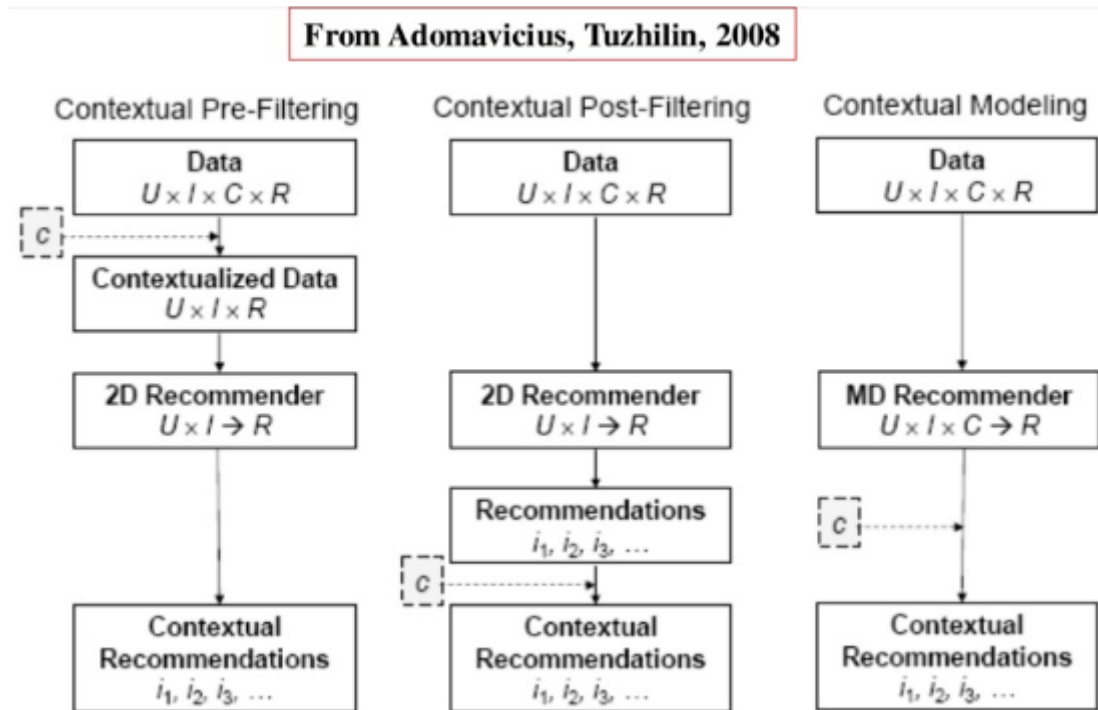 From Adomavicius, Tuzhilin, 2008
Contextual Pre-Filtering
Data
U × I × C × R
c
Contextualized Data
U × I × R
2D Recommender
U × I → R
Contextual
Recommendations
i₁, i₂, i₃, …
Contextual Post-Filtering
Data
U × I × C × R
2D Recommender
U × I → R
Recommendations
i₁, i₂, i₃, …
c
Contextual
Recommendations
i₁, i₂, i₃, …
Contextual Modeling
Data
U × I × C × R
MD Recommender
U × I × C → R
c
Contextual
Recommendations
i₁, i₂, i₃, …